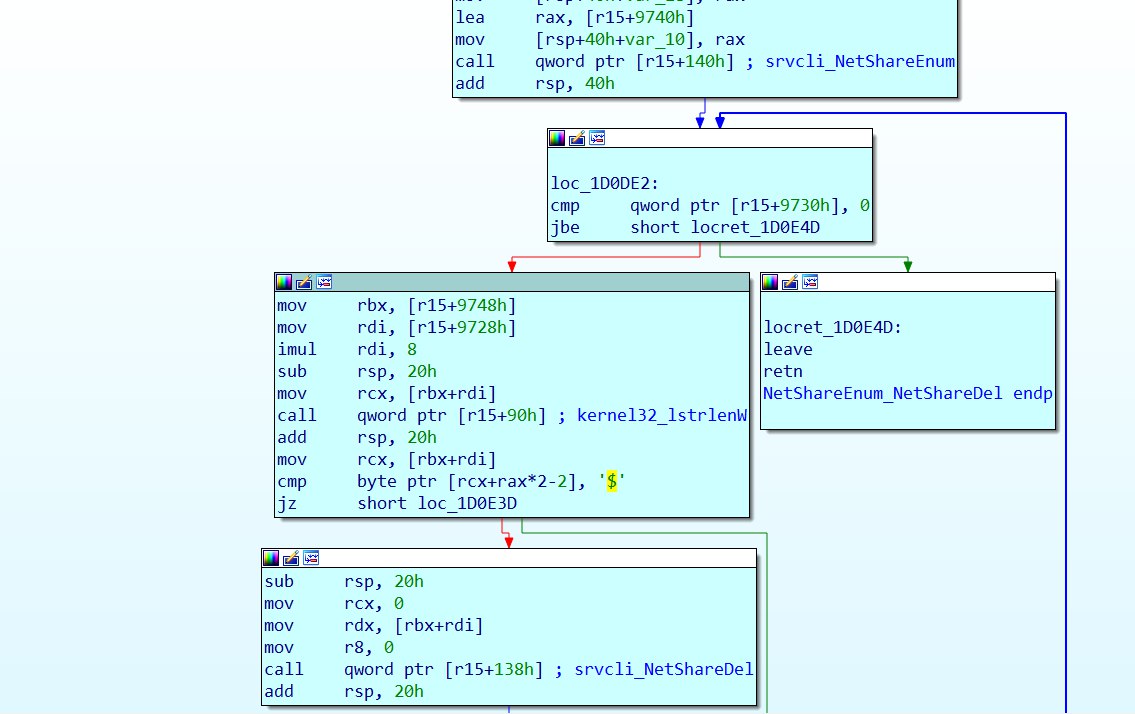 lea rax, [r15+9740h]
mov [rsp+40h+var_10], rax
call qword ptr [r15+140h] ; srvcli_NetShareEnum
add rsp, 40h
loc_1D0DE2:
cmp qword ptr [r15+9730h], 0
jbe short locret_1D0E4D
mov rbx, [r15+9748h]
mov rdi, [r15+9728h]
imul rdi, 8
sub rsp, 20h
mov rcx, [rbx+rdi]
call qword ptr [r15+90h] ; kernel32_lstrlenW
add rsp, 20h
mov rcx, [rbx+rdi]
cmp byte ptr [rcx+rax*2-2], '$'
jz short loc_1D0E3D
locret_1D0E4D:
leave
retn
NetShareEnum_NetShareDel endp
sub rsp, 20h
mov rcx, 0
mov rdx, [rbx+rdi]
mov r8, 0
call qword ptr [r15+138h] ; srvcli_NetShareDel
add rsp, 20h